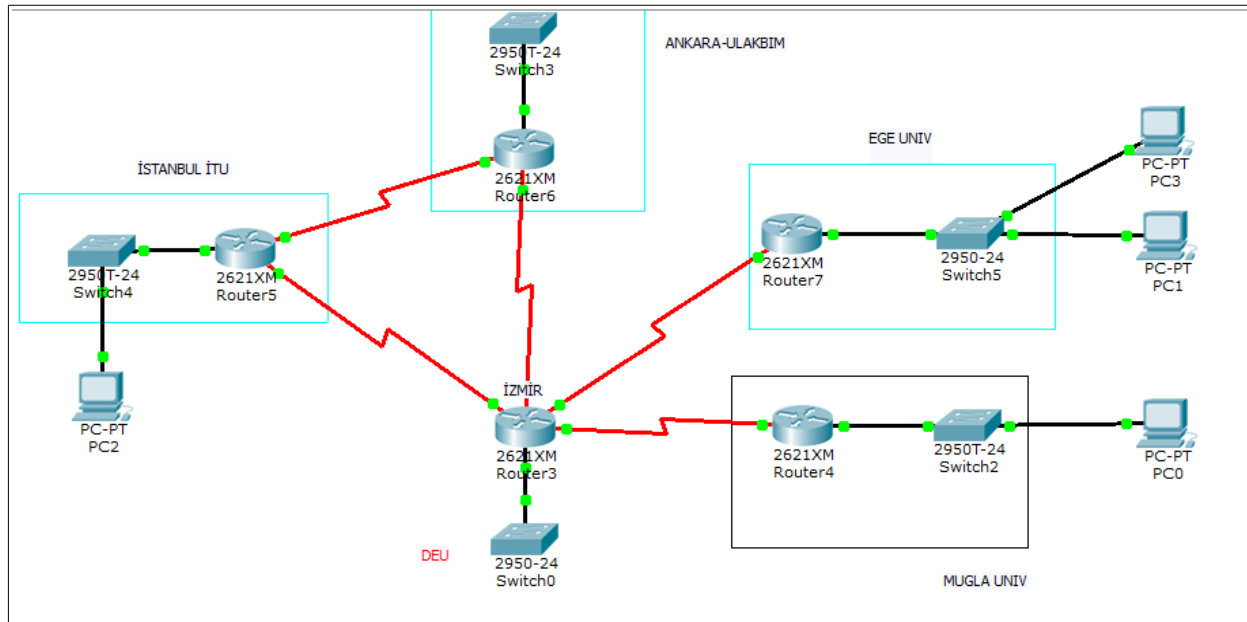 2950T-24
Switch3
ANKARA-ULAKBIM
2621XM
Router6
İSTANBUL İTU
2950T-24
Switch4
2621XM
Router5
PC-PT
PC2
EGE UNIV
PC-PT
PC3
2621XM
Router7
2950-24
Switch5
PC-PT
PC1
İZMİR
2621XM
Router3
DEU
2950-24
Switch0
2621XM
Router4
2950T-24
Switch2
PC-PT
PC0
MUGLA UNIV